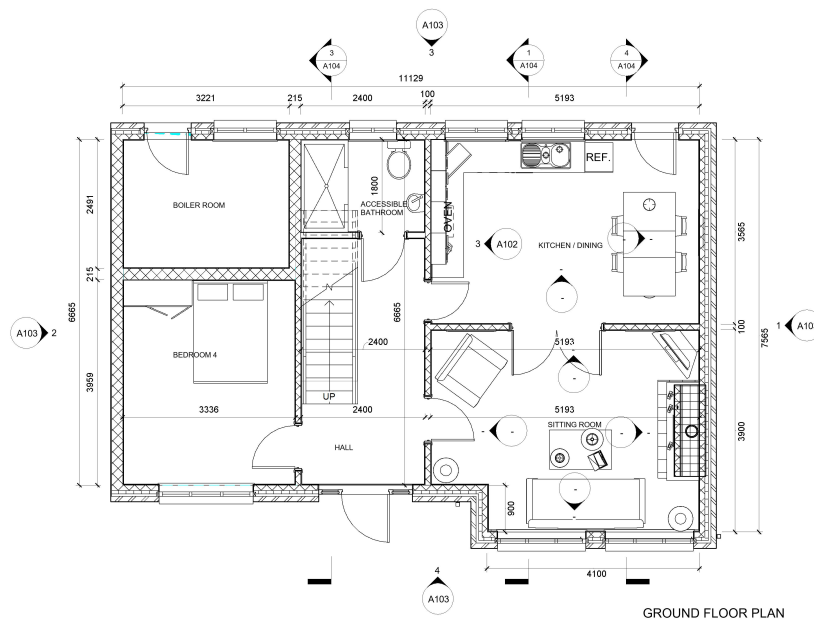 A103
3
3
A104
1
A104
4
A104
11129
3221
215
2400
100
5193
REF.
1800
2491
BOILER ROOM
ACCESSIBLE
BATHROOM
OVEN
3
A102
KITCHEN / DINING
3565
215
6665
6665
A103
2
1
A103
100
7565
2400
5193
BEDROOM 4
3959
UP
3336
2400
5193
SITTING ROOM
HALL
3900
900
4100
4
A103
GROUND FLOOR PLAN